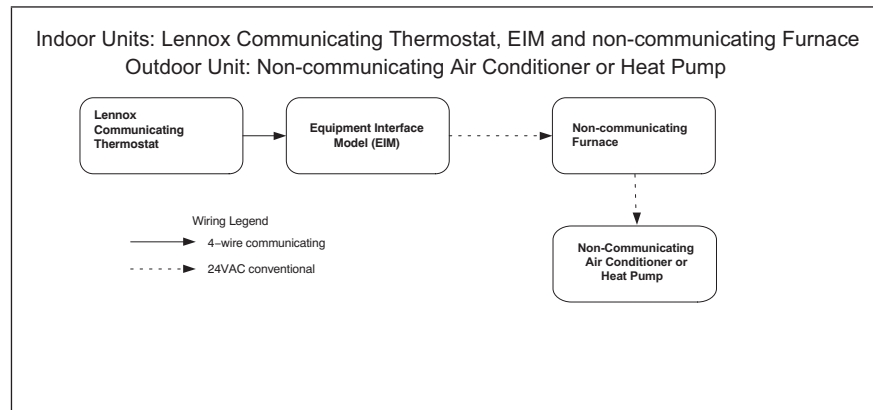 Indoor Units: Lennox Communicating Thermostat, EIM and non-communicating Furnace
Outdoor Unit: Non-communicating Air Conditioner or Heat Pump
Lennox
Communicating
Thermostat
Equipment Interface
Model (EIM)
Non-communicating
Furnace
Wiring Legend
4−wire communicating
24VAC conventional
Non-Communicating
Air Conditioner or
Heat Pump